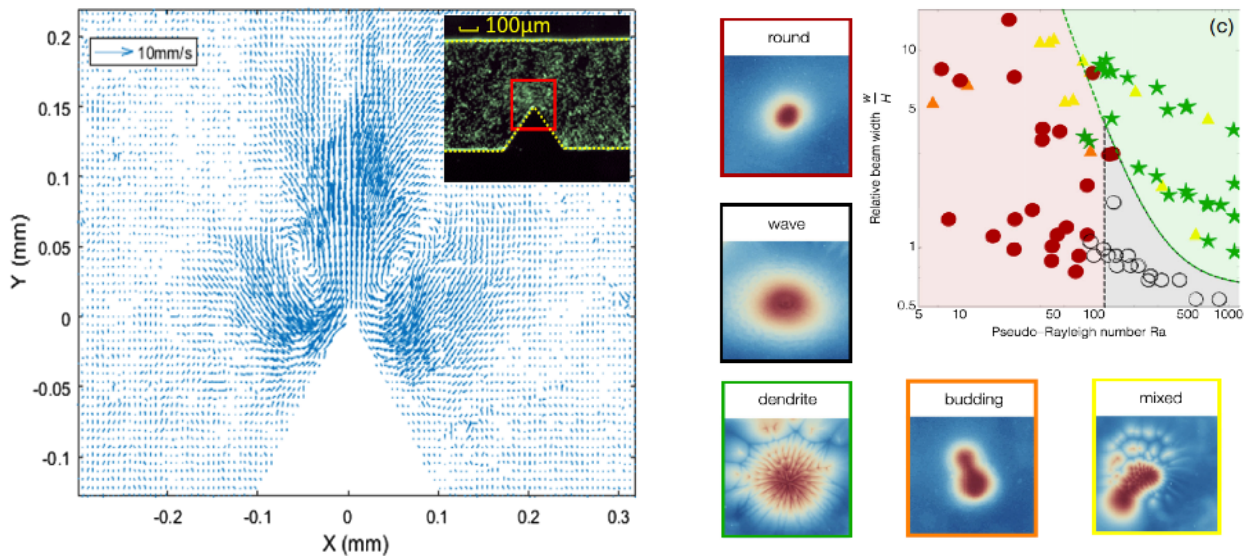 100μm
10mm/s
0.2
0.15
0.1
0.05
0
-0.05
-0.1
Y (mm)
-0.2
-0.1
0
0.1
0.2
0.3
X (mm)
round
wave
dendrite
budding
mixed
(c)
10
5
1
0.5
Relative beam width w/H
5
10
50
100
500
1000
Pseudo-Rayleigh number Ra